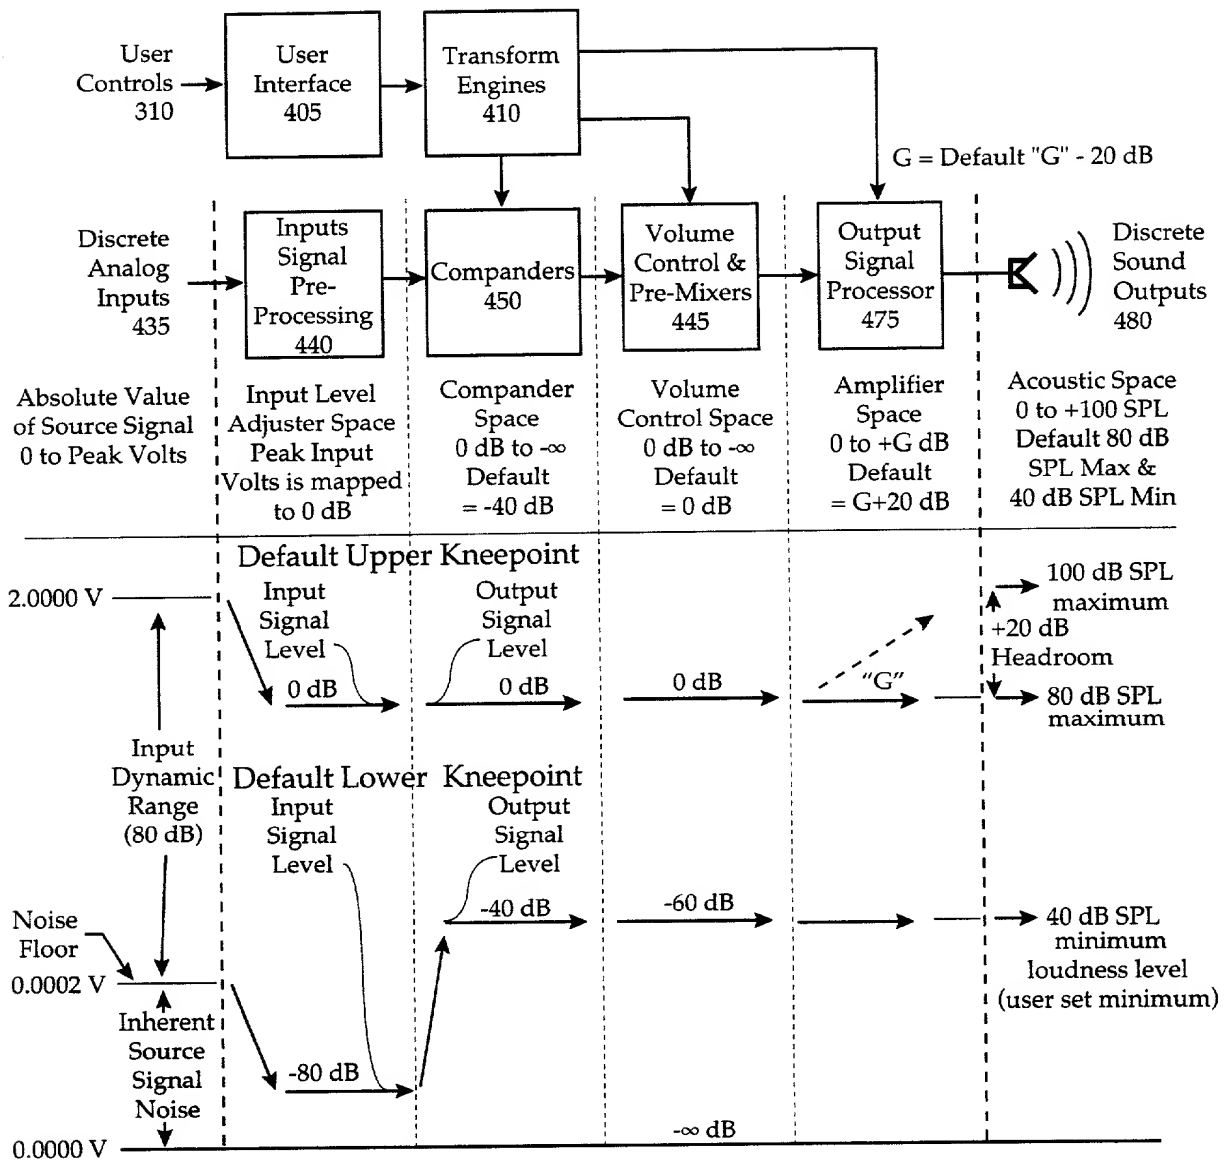 User
Controls
310
User
Interface
405
Transform
Engines
410
G = Default "G" - 20 dB
Discrete
Analog
Inputs
435
Inputs
Signal
Pre-
Processing
440
Companders
450
Volume
Control &
Pre-Mixers
445
Output
Signal
Processor
475
Discrete
Sound
Outputs
480
Absolute Value
of Source Signal
0 to Peak Volts
Input Level
Adjuster Space
Peak Input
Volts is mapped
to 0 dB
Compander
Space
0 dB to -∞
Default
= -40 dB
Volume
Control Space
0 dB to -∞
Default
= 0 dB
Amplifier
Space
0 to +G dB
Default
= G+20 dB
Acoustic Space
0 to +100 SPL
Default 80 dB
SPL Max &
40 dB SPL Min
Default Upper Kneepoint
2.0000 V
Input
Signal
Level
0 dB
Output
Signal
Level
0 dB
0 dB
"G"
100 dB SPL
maximum
+20 dB
Headroom
80 dB SPL
maximum
Input
Dynamic
Range
(80 dB)
Default Lower Kneepoint
Input
Signal
Level
Output
Signal
Level
-40 dB
-60 dB
40 dB SPL
minimum
loudness level
(user set minimum)
Noise
Floor
0.0002 V
Inherent
Source
Signal
Noise
-80 dB
-∞ dB
0.0000 V